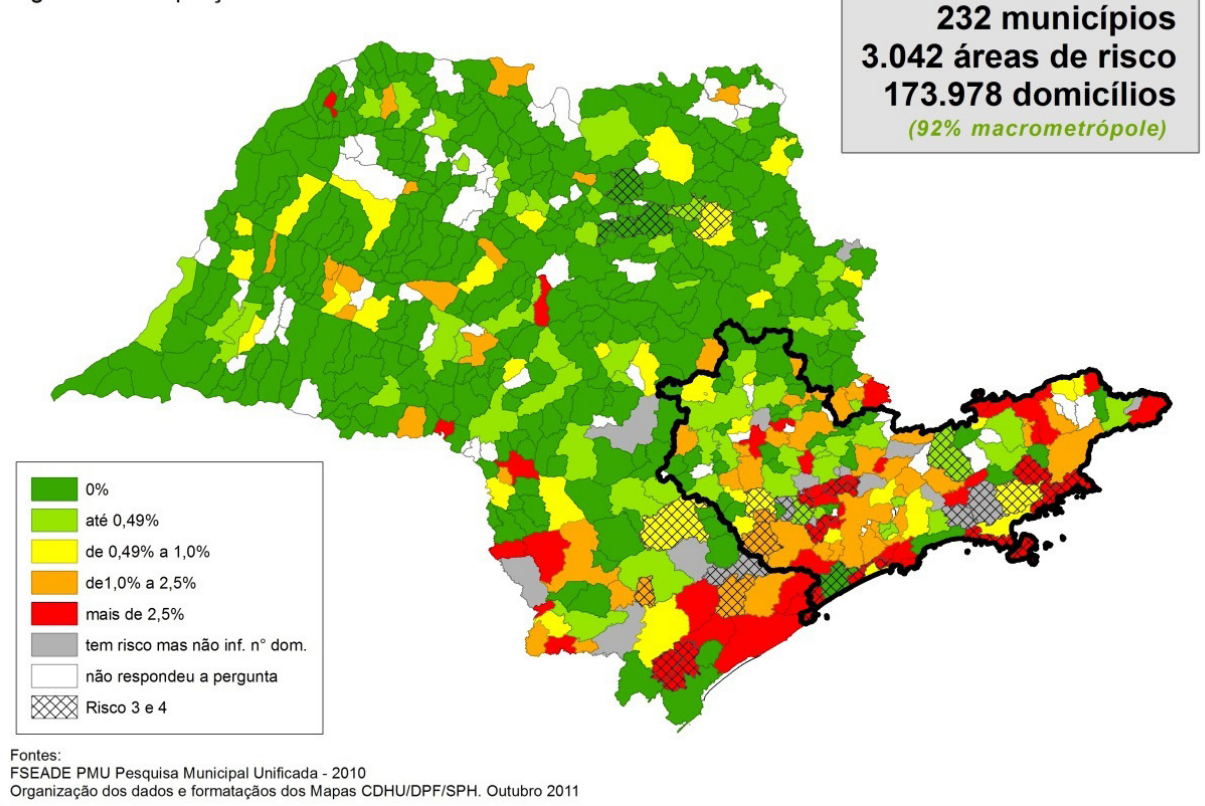 232 municípios
3.042 áreas de risco
173.978 domicílios
(92% macrometrópole)
0%
até 0,49%
de 0,49% a 1,0%
de1,0% a 2,5%
mais de 2,5%
tem risco mas não inf. n° dom.
não respondeu a pergunta
Risco 3 e 4
Fontes:
FSEADE PMU Pesquisa Municipal Unificada - 2010
Organização dos dados e formataçãos dos Mapas CDHU/DPF/SPH. Outubro 2011